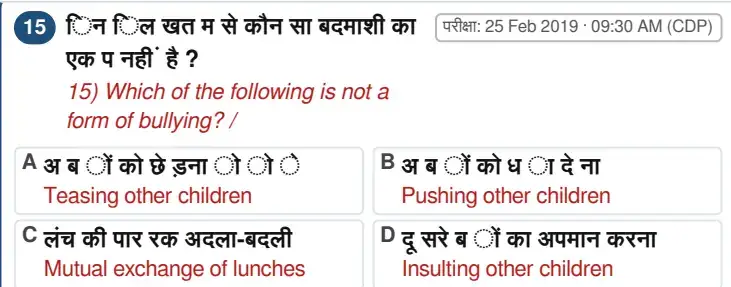 15 िन िल खत म से कौन सा बदमाशी का
एक प नहीं है ?
परीक्षा: 25 Feb 2019 · 09:30 AM (CDP)
15) Which of the following is not a
form of bullying? /
A अ ब ों को छे ड़ना ो ो े
Teasing other children
B अ ब ों को ध ा दे ना
Pushing other children
C लंच की पार रक अदला-बदली
Mutual exchange of lunches
D दू सरे ब ों का अपमान करना
Insulting other children